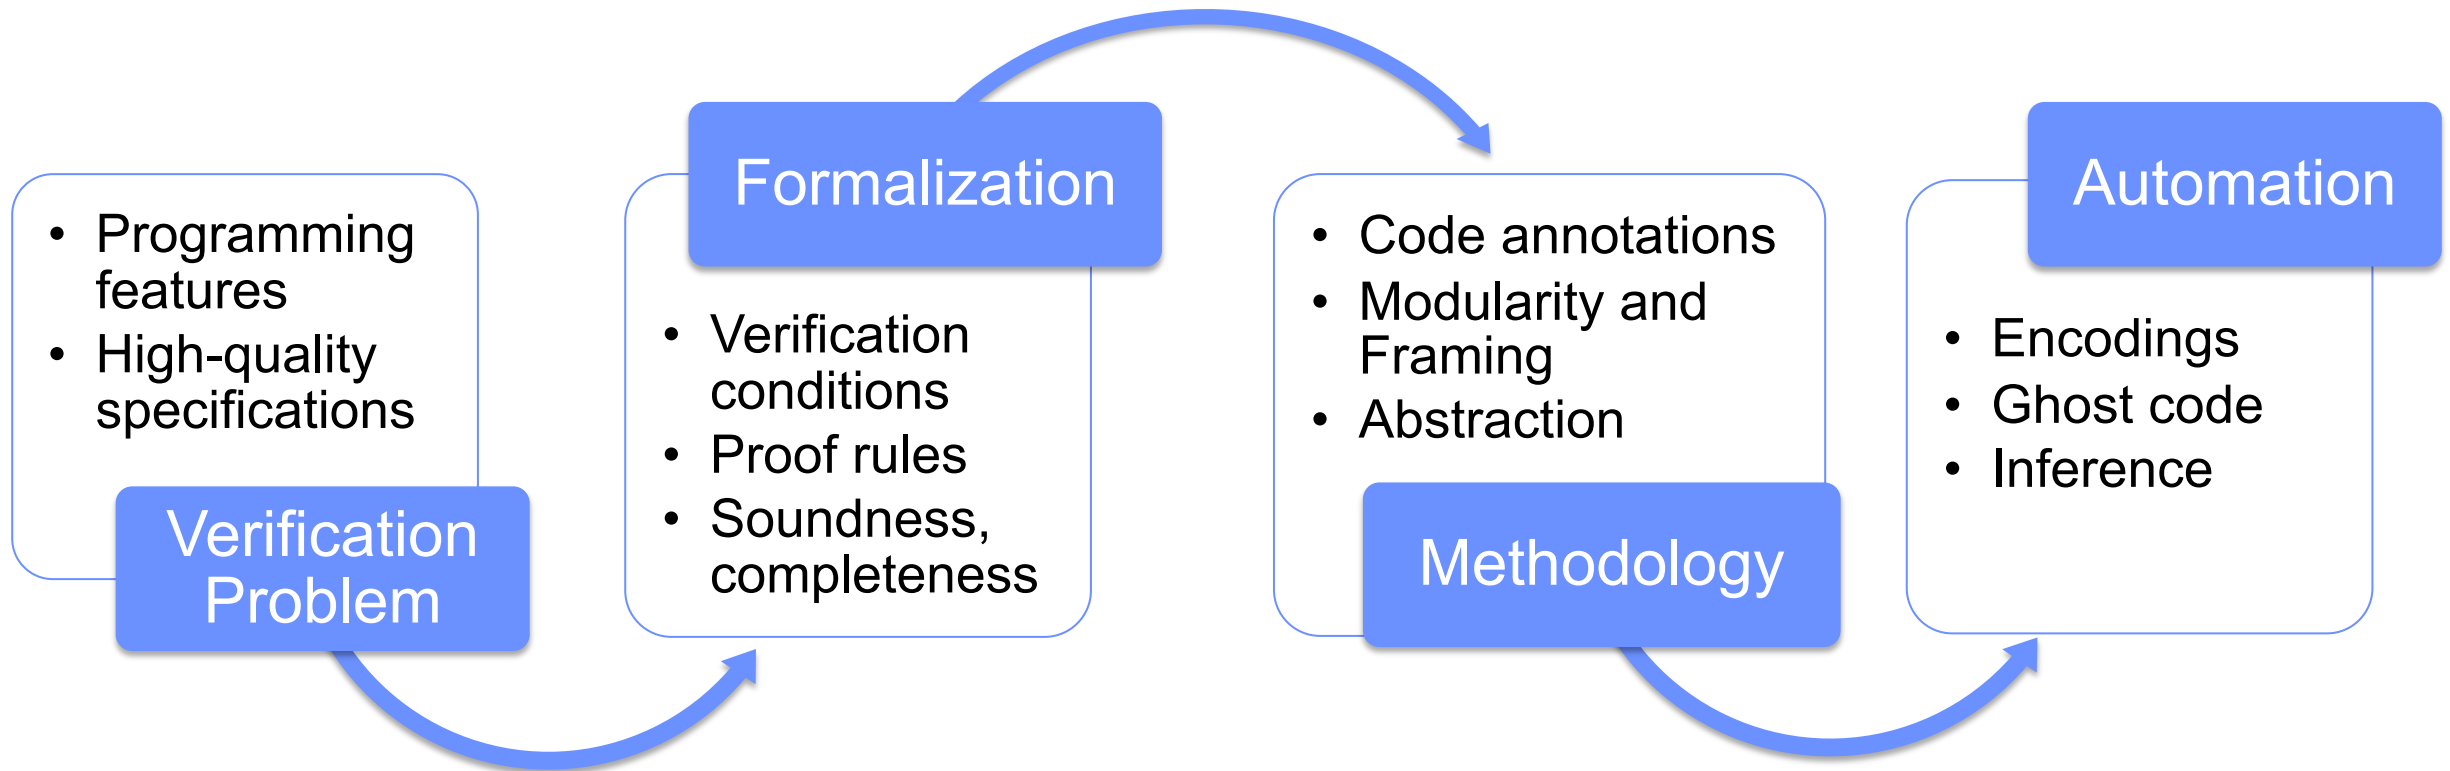 • Programming
features
• High-quality
specifications
Verification
Problem
Formalization
• Verification
conditions
• Proof rules
• Soundness,
completeness
• Code annotations
• Modularity and
Framing
• Abstraction
Methodology
Automation
• Encodings
• Ghost code
• Inference